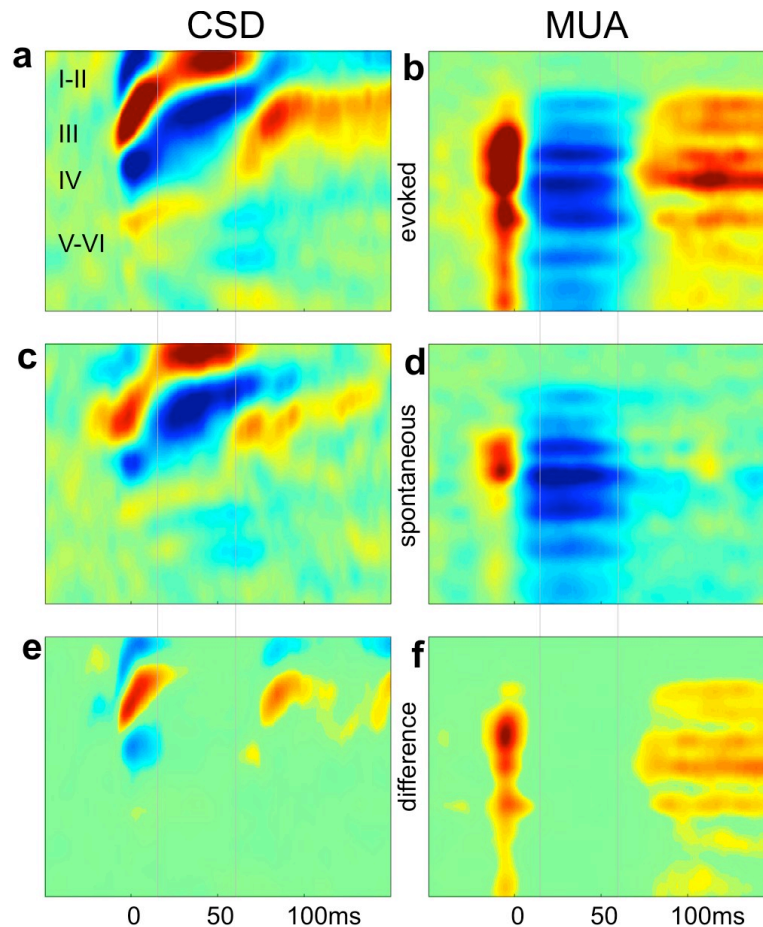 CSD MUA
a b
I-II
III
IV
V-VI
evoked
c d
spontaneous
e f
difference
0 50 100ms 0 50 100ms